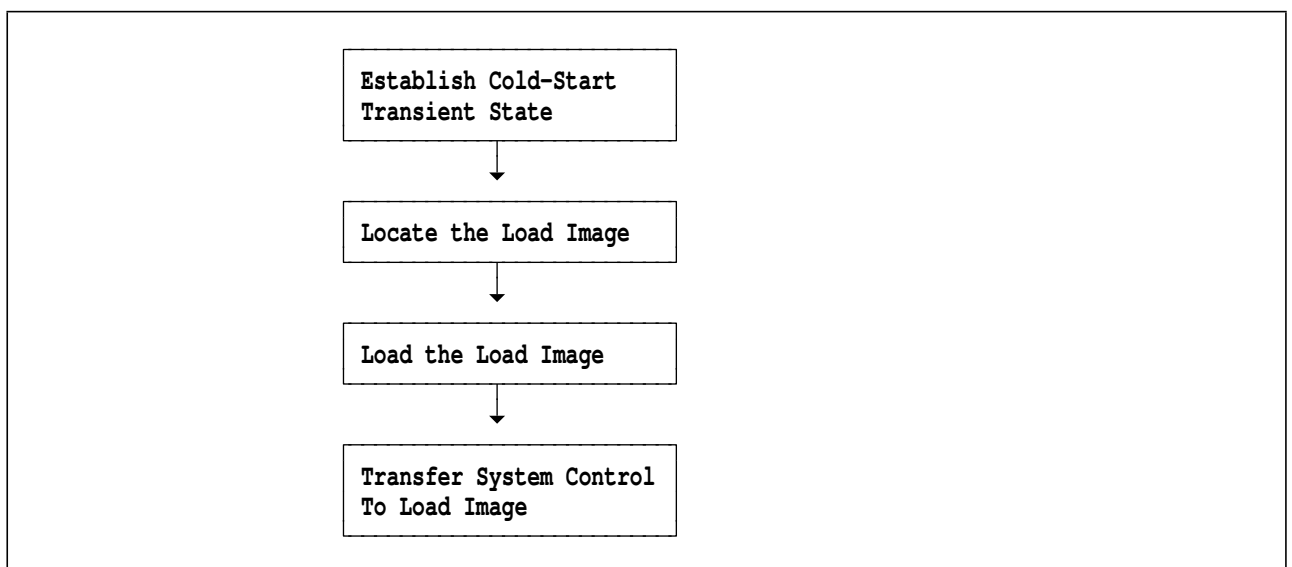 Establish Cold-Start
Transient State
Locate the Load Image
Load the Load Image
Transfer System Control
To Load Image